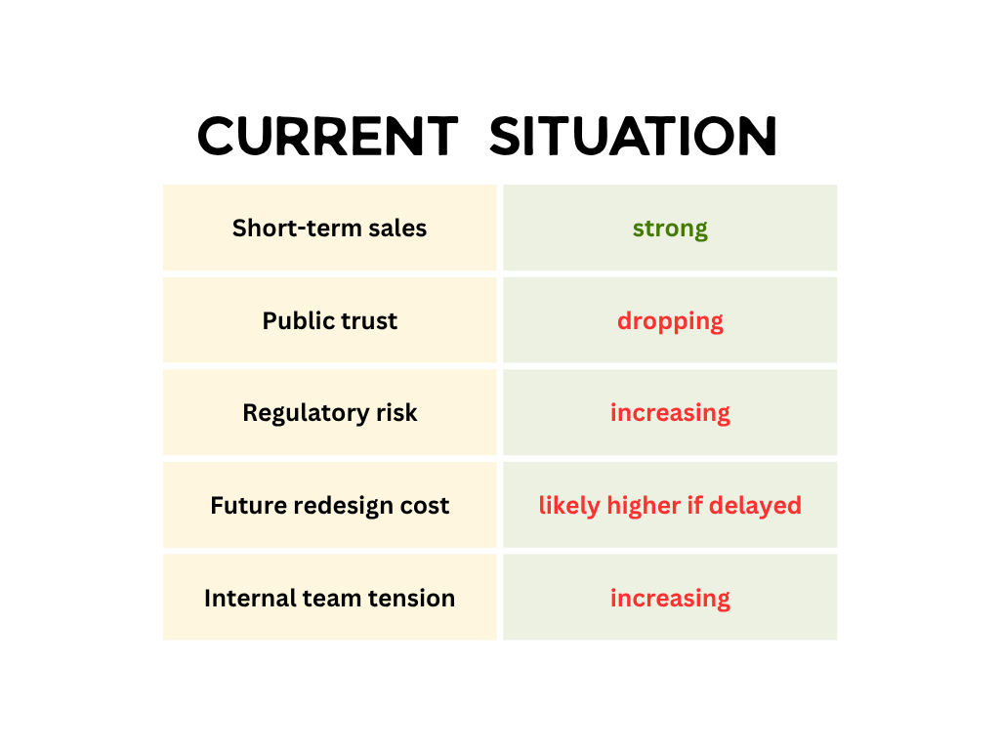 CURRENT SITUATION
Short-term sales
strong
Public trust
dropping
Regulatory risk
increasing
Future redesign cost
likely higher if delayed
Internal team tension
increasing